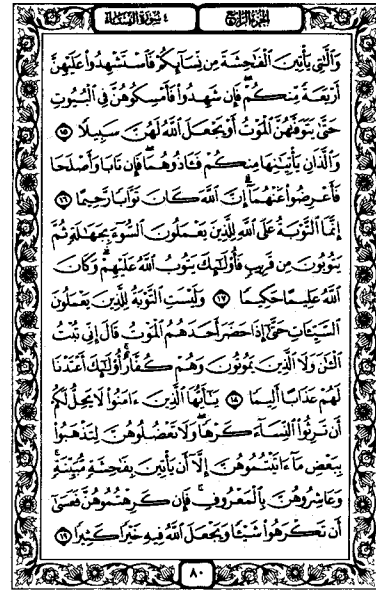 الجزء الرابع
٤ سورة النساء
وَٱلَّٰتِى يَأْتِينَ ٱلْفَٰحِشَةَ مِن نِّسَآئِكُمْ فَٱسْتَشْهِدُوا۟ عَلَيْهِنَّ
أَرْبَعَةً مِّنكُمْ ۖ فَإِن شَهِدُوا۟ فَأَمْسِكُوهُنَّ فِى ٱلْبُيُوتِ
حَتَّىٰ يَتَوَفَّىٰهُنَّ ٱلْمَوْتُ أَوْ يَجْعَلَ ٱللَّهُ لَهُنَّ سَبِيلًا ١٥
وَٱلَّذَانِ يَأْتِيَٰنِهَا مِنكُمْ فَـَٔاذُوهُمَا ۖ فَإِن تَابَا وَأَصْلَحَا
فَأَعْرِضُوا۟ عَنْهُمَآ ۗ إِنَّ ٱللَّهَ كَانَ تَوَّابًا رَّحِيمًا ١٦
إِنَّمَا ٱلتَّوْبَةُ عَلَى ٱللَّهِ لِلَّذِينَ يَعْمَلُونَ ٱلسُّوٓءَ بِجَهَٰلَةٍ ثُمَّ
يَتُوبُونَ مِن قَرِيبٍ فَأُو۟لَٰٓئِكَ يَتُوبُ ٱللَّهُ عَلَيْهِمْ ۗ وَكَانَ
ٱللَّهُ عَلِيمًا حَكِيمًا ١٧ وَلَيْسَتِ ٱلتَّوْبَةُ لِلَّذِينَ يَعْمَلُونَ
ٱلسَّيِّـَٔاتِ حَتَّىٰٓ إِذَا حَضَرَ أَحَدَهُمُ ٱلْمَوْتُ قَالَ إِنِّى تُبْتُ
ٱلْـَٰٔنَ وَلَا ٱلَّذِينَ يَمُوتُونَ وَهُمْ كُفَّارٌ ۚ أُو۟لَٰٓئِكَ أَعْتَدْنَا
لَهُمْ عَذَابًا أَلِيمًا ١٨ يَٰٓأَيُّهَا ٱلَّذِينَ ءَامَنُوا۟ لَا يَحِلُّ لَكُمْ
أَن تَرِثُوا۟ ٱلنِّسَآءَ كَرْهًا ۖ وَلَا تَعْضُلُوهُنَّ لِتَذْهَبُوا۟
بِبَعْضِ مَآ ءَاتَيْتُمُوهُنَّ إِلَّآ أَن يَأْتِينَ بِفَٰحِشَةٍ مُّبَيِّنَةٍ ۚ
وَعَاشِرُوهُنَّ بِٱلْمَعْرُوفِ ۚ فَإِن كَرِهْتُمُوهُنَّ فَعَسَىٰٓ
أَن تَكْرَهُوا۟ شَيْـًٔا وَيَجْعَلَ ٱللَّهُ فِيهِ خَيْرًا كَثِيرًا ١٩
٨٠